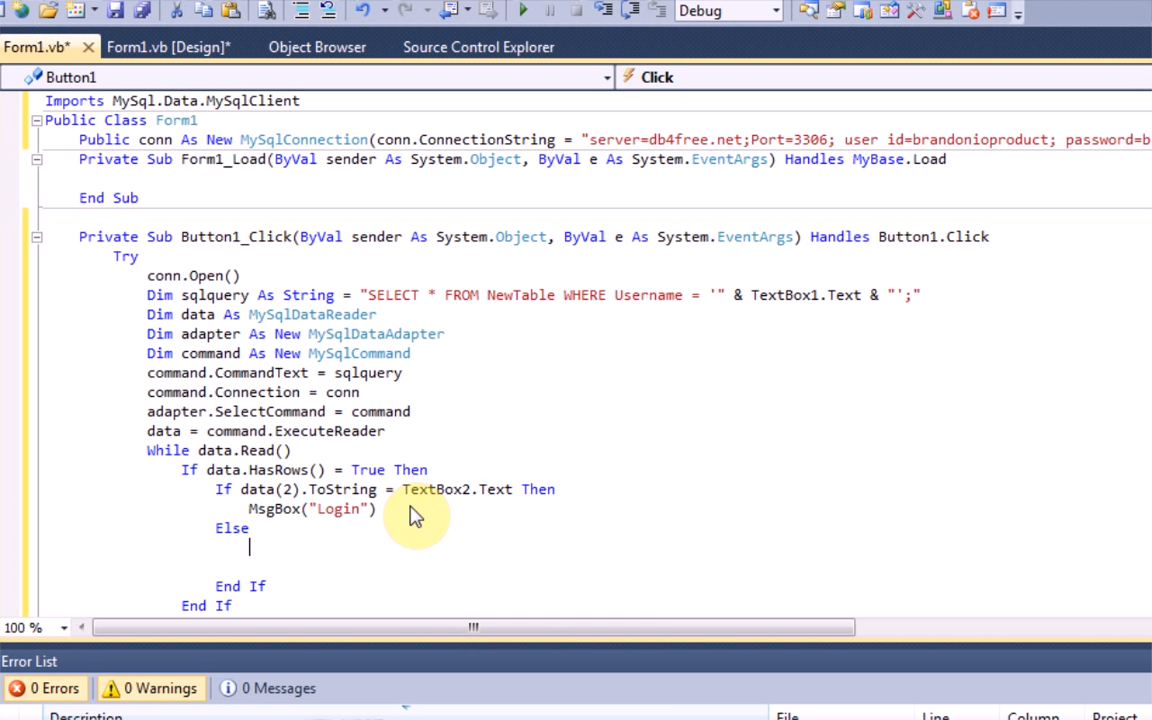 Debug
Form1.vb*
Form1.vb [Design]*
Object Browser
Source Control Explorer
Button1
Click
Imports MySql.Data.MySqlClient
Public Class Form1
Public conn As New MySqlConnection(conn.ConnectionString = "server=db4free.net;Port=3306; user id=brandonioproduct; password=b
Private Sub Form1_Load(ByVal sender As System.Object, ByVal e As System.EventArgs) Handles MyBase.Load
End Sub
Private Sub Button1_Click(ByVal sender As System.Object, ByVal e As System.EventArgs) Handles Button1.Click
Try
conn.Open()
Dim sqlquery As String = "SELECT * FROM NewTable WHERE Username = '" & TextBox1.Text & "';"
Dim data As MySqlDataReader
Dim adapter As New MySqlDataAdapter
Dim command As New MySqlCommand
command.CommandText = sqlquery
command.Connection = conn
adapter.SelectCommand = command
data = command.ExecuteReader
While data.Read()
If data.HasRows() = True Then
If data(2).ToString = TextBox2.Text Then
MsgBox("Login")
Else
End If
End If
100 %
Error List
0 Errors
0 Warnings
0 Messages
Description
File
Line
Column
Project